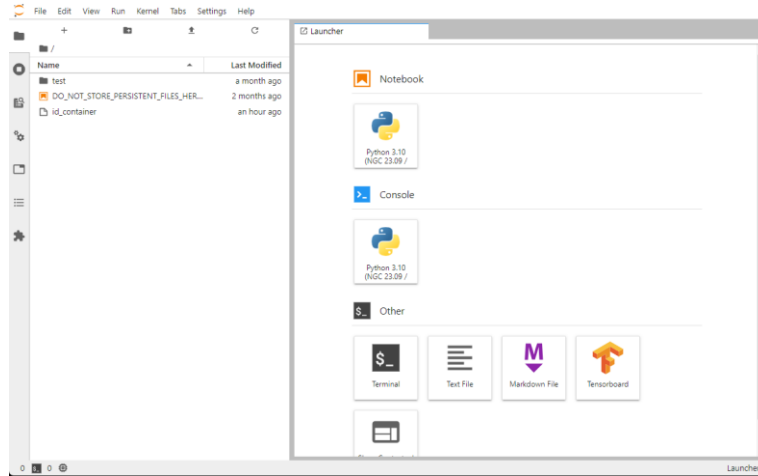 File Edit View Run Kernel Tabs Settings Help
Launcher
/
Name Last Modified
test a month ago
DO_NOT_STORE_PERSISTENT_FILES_HER... 2 months ago
id_container an hour ago
Notebook
Python 3.10
(NGC 23.09 /
Console
Python 3.10
(NGC 23.09 /
Other
$_
Terminal
Text File
M
Markdown File
Tensorboard
0 $_ 0
Launcher